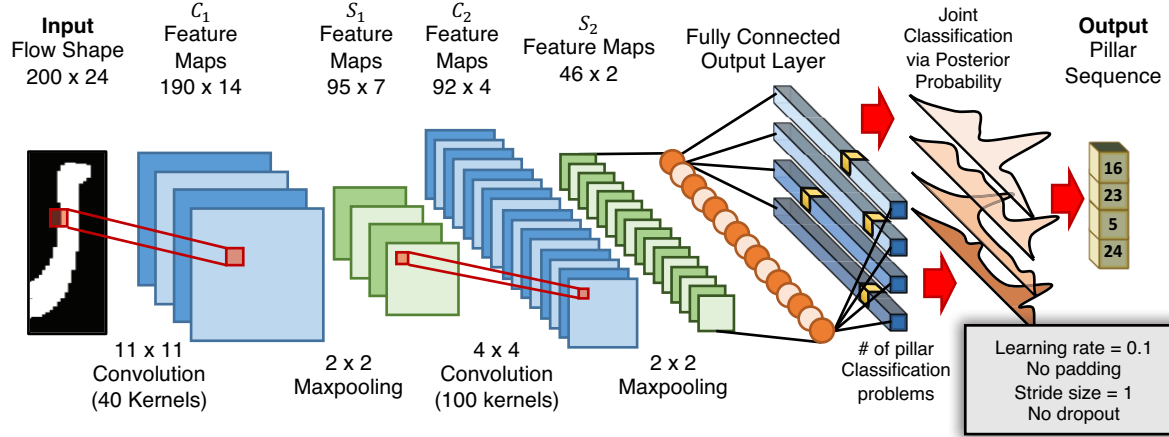 Input
Flow Shape
200 x 24
C₁
Feature
Maps
190 x 14
S₁
Feature
Maps
95 x 7
C₂
Feature
Maps
92 x 4
S₂
Feature Maps
46 x 2
Fully Connected
Output Layer
Joint
Classification
via Posterior
Probability
Output
Pillar
Sequence
16
23
5
24
11 x 11
Convolution
(40 Kernels)
2 x 2
Maxpooling
4 x 4
Convolution
(100 kernels)
2 x 2
Maxpooling
# of pillar
Classification
problems
Learning rate = 0.1
No padding
Stride size = 1
No dropout